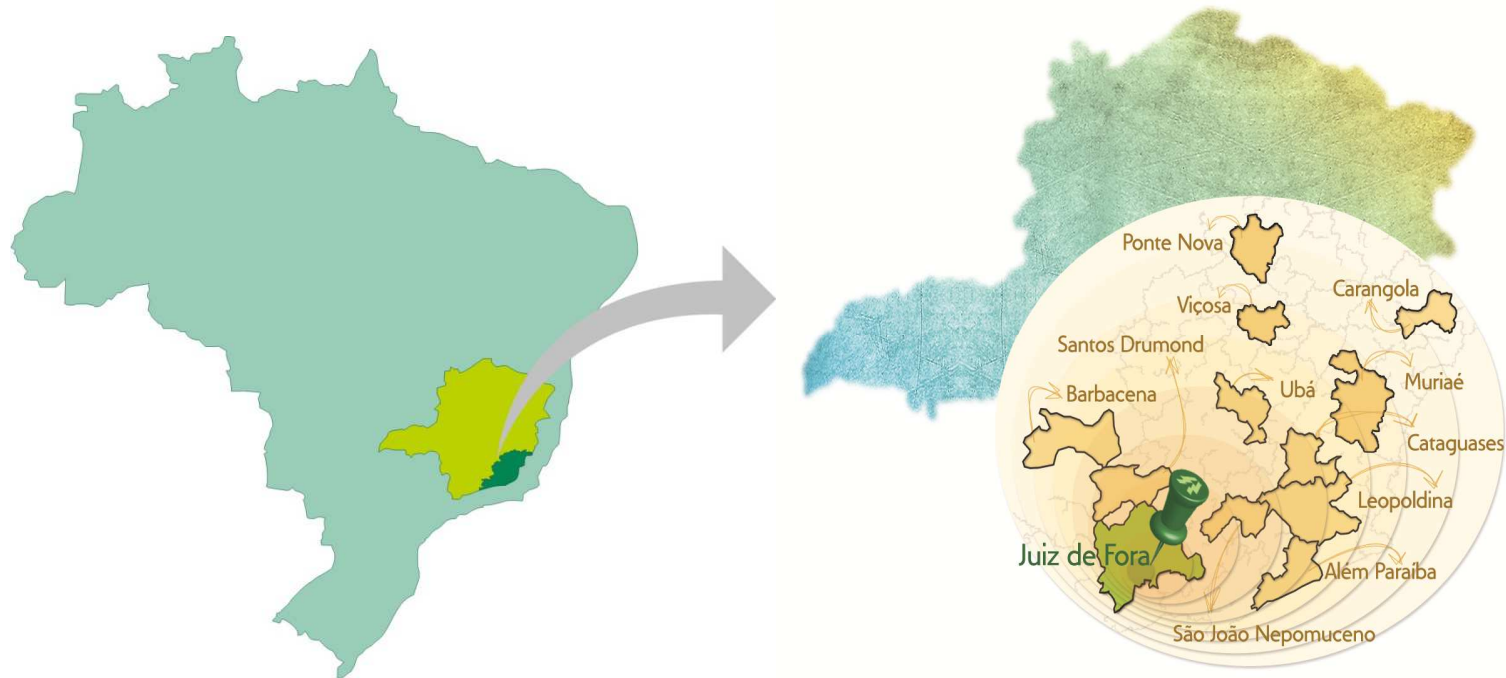 Ponte Nova
Carangola
Viçosa
Santos Drumond
Muriaé
Ubá
Barbacena
Cataguases
Leopoldina
Juiz de Fora
Além Paraíba
São João Nepomuceno